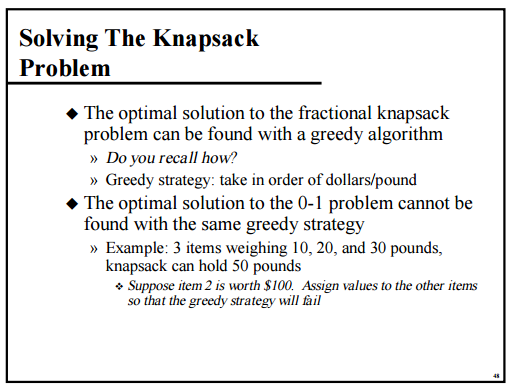 Solving The Knapsack
Problem
◆ The optimal solution to the fractional knapsack
problem can be found with a greedy algorithm
» Do you recall how?
» Greedy strategy: take in order of dollars/pound
◆ The optimal solution to the 0-1 problem cannot be
found with the same greedy strategy
» Example: 3 items weighing 10, 20, and 30 pounds,
knapsack can hold 50 pounds
❖ Suppose item 2 is worth $100. Assign values to the other items
so that the greedy strategy will fail
48